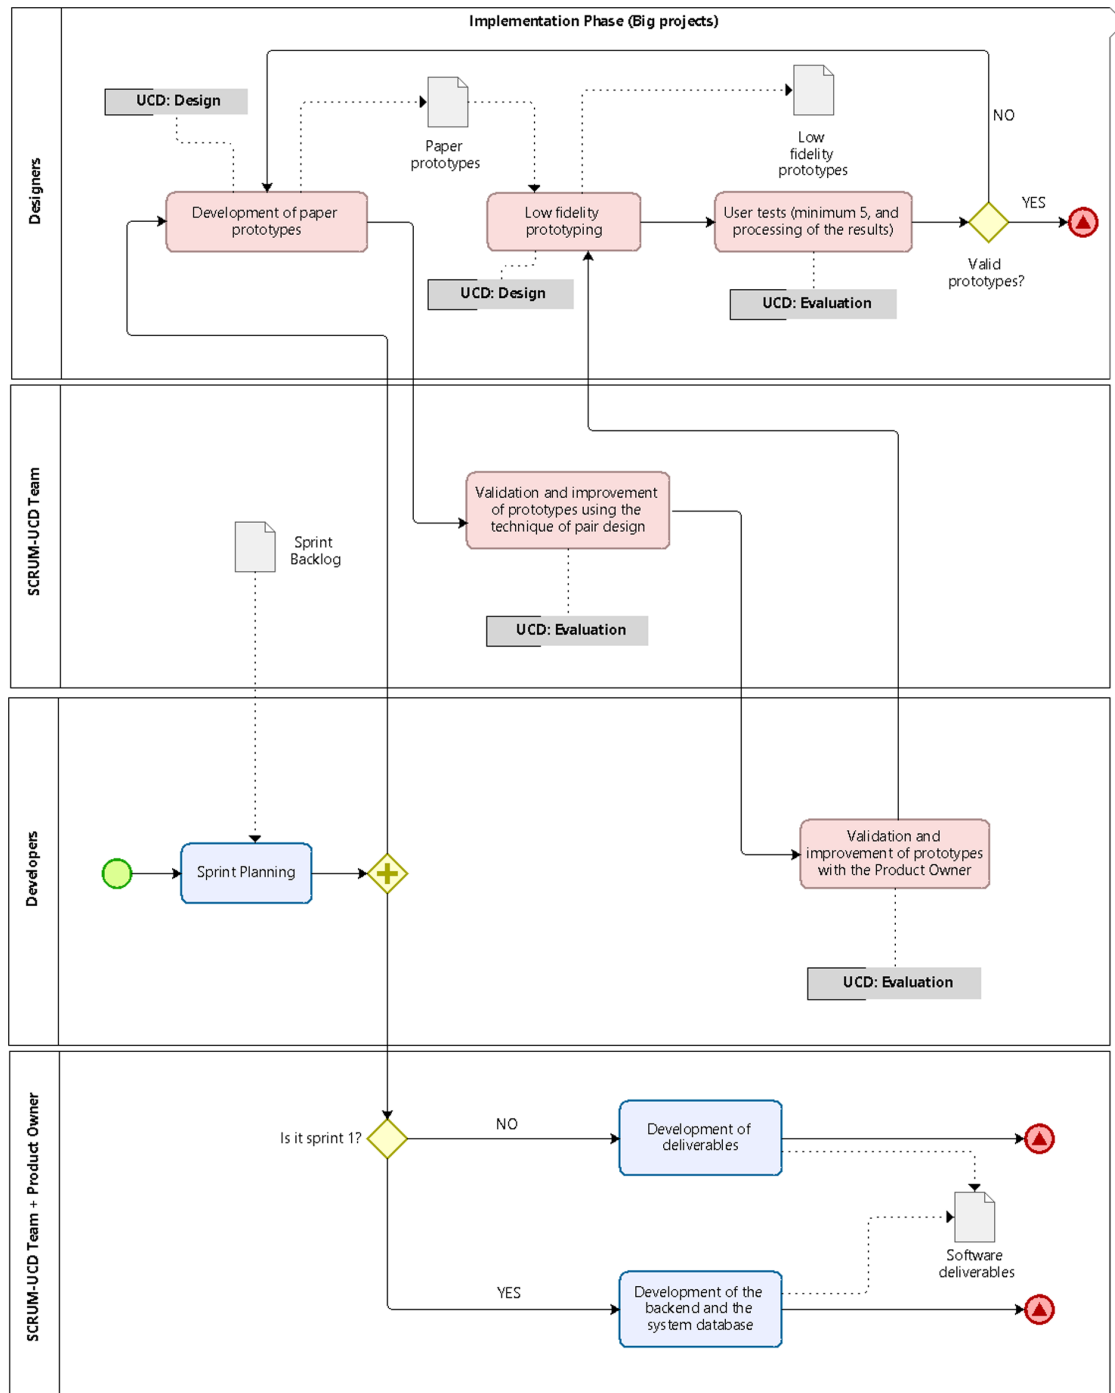 Implementation Phase (Big projects)
Designers
UCD: Design
Paper
prototypes
Low
fidelity
prototypes
NO
Development of paper
prototypes
Low fidelity
prototyping
User tests (minimum 5, and
processing of the results)
YES
Valid
prototypes?
UCD: Design
UCD: Evaluation
SCRUM-UCD Team
Validation and improvement
of prototypes using the
technique of pair design
Sprint
Backlog
UCD: Evaluation
Developers
Sprint Planning
Validation and
improvement of prototypes
with the Product Owner
UCD: Evaluation
SCRUM-UCD Team + Product Owner
Is it sprint 1?
NO
Development of
deliverables
Software
deliverables
YES
Development of the
backend and the
system database